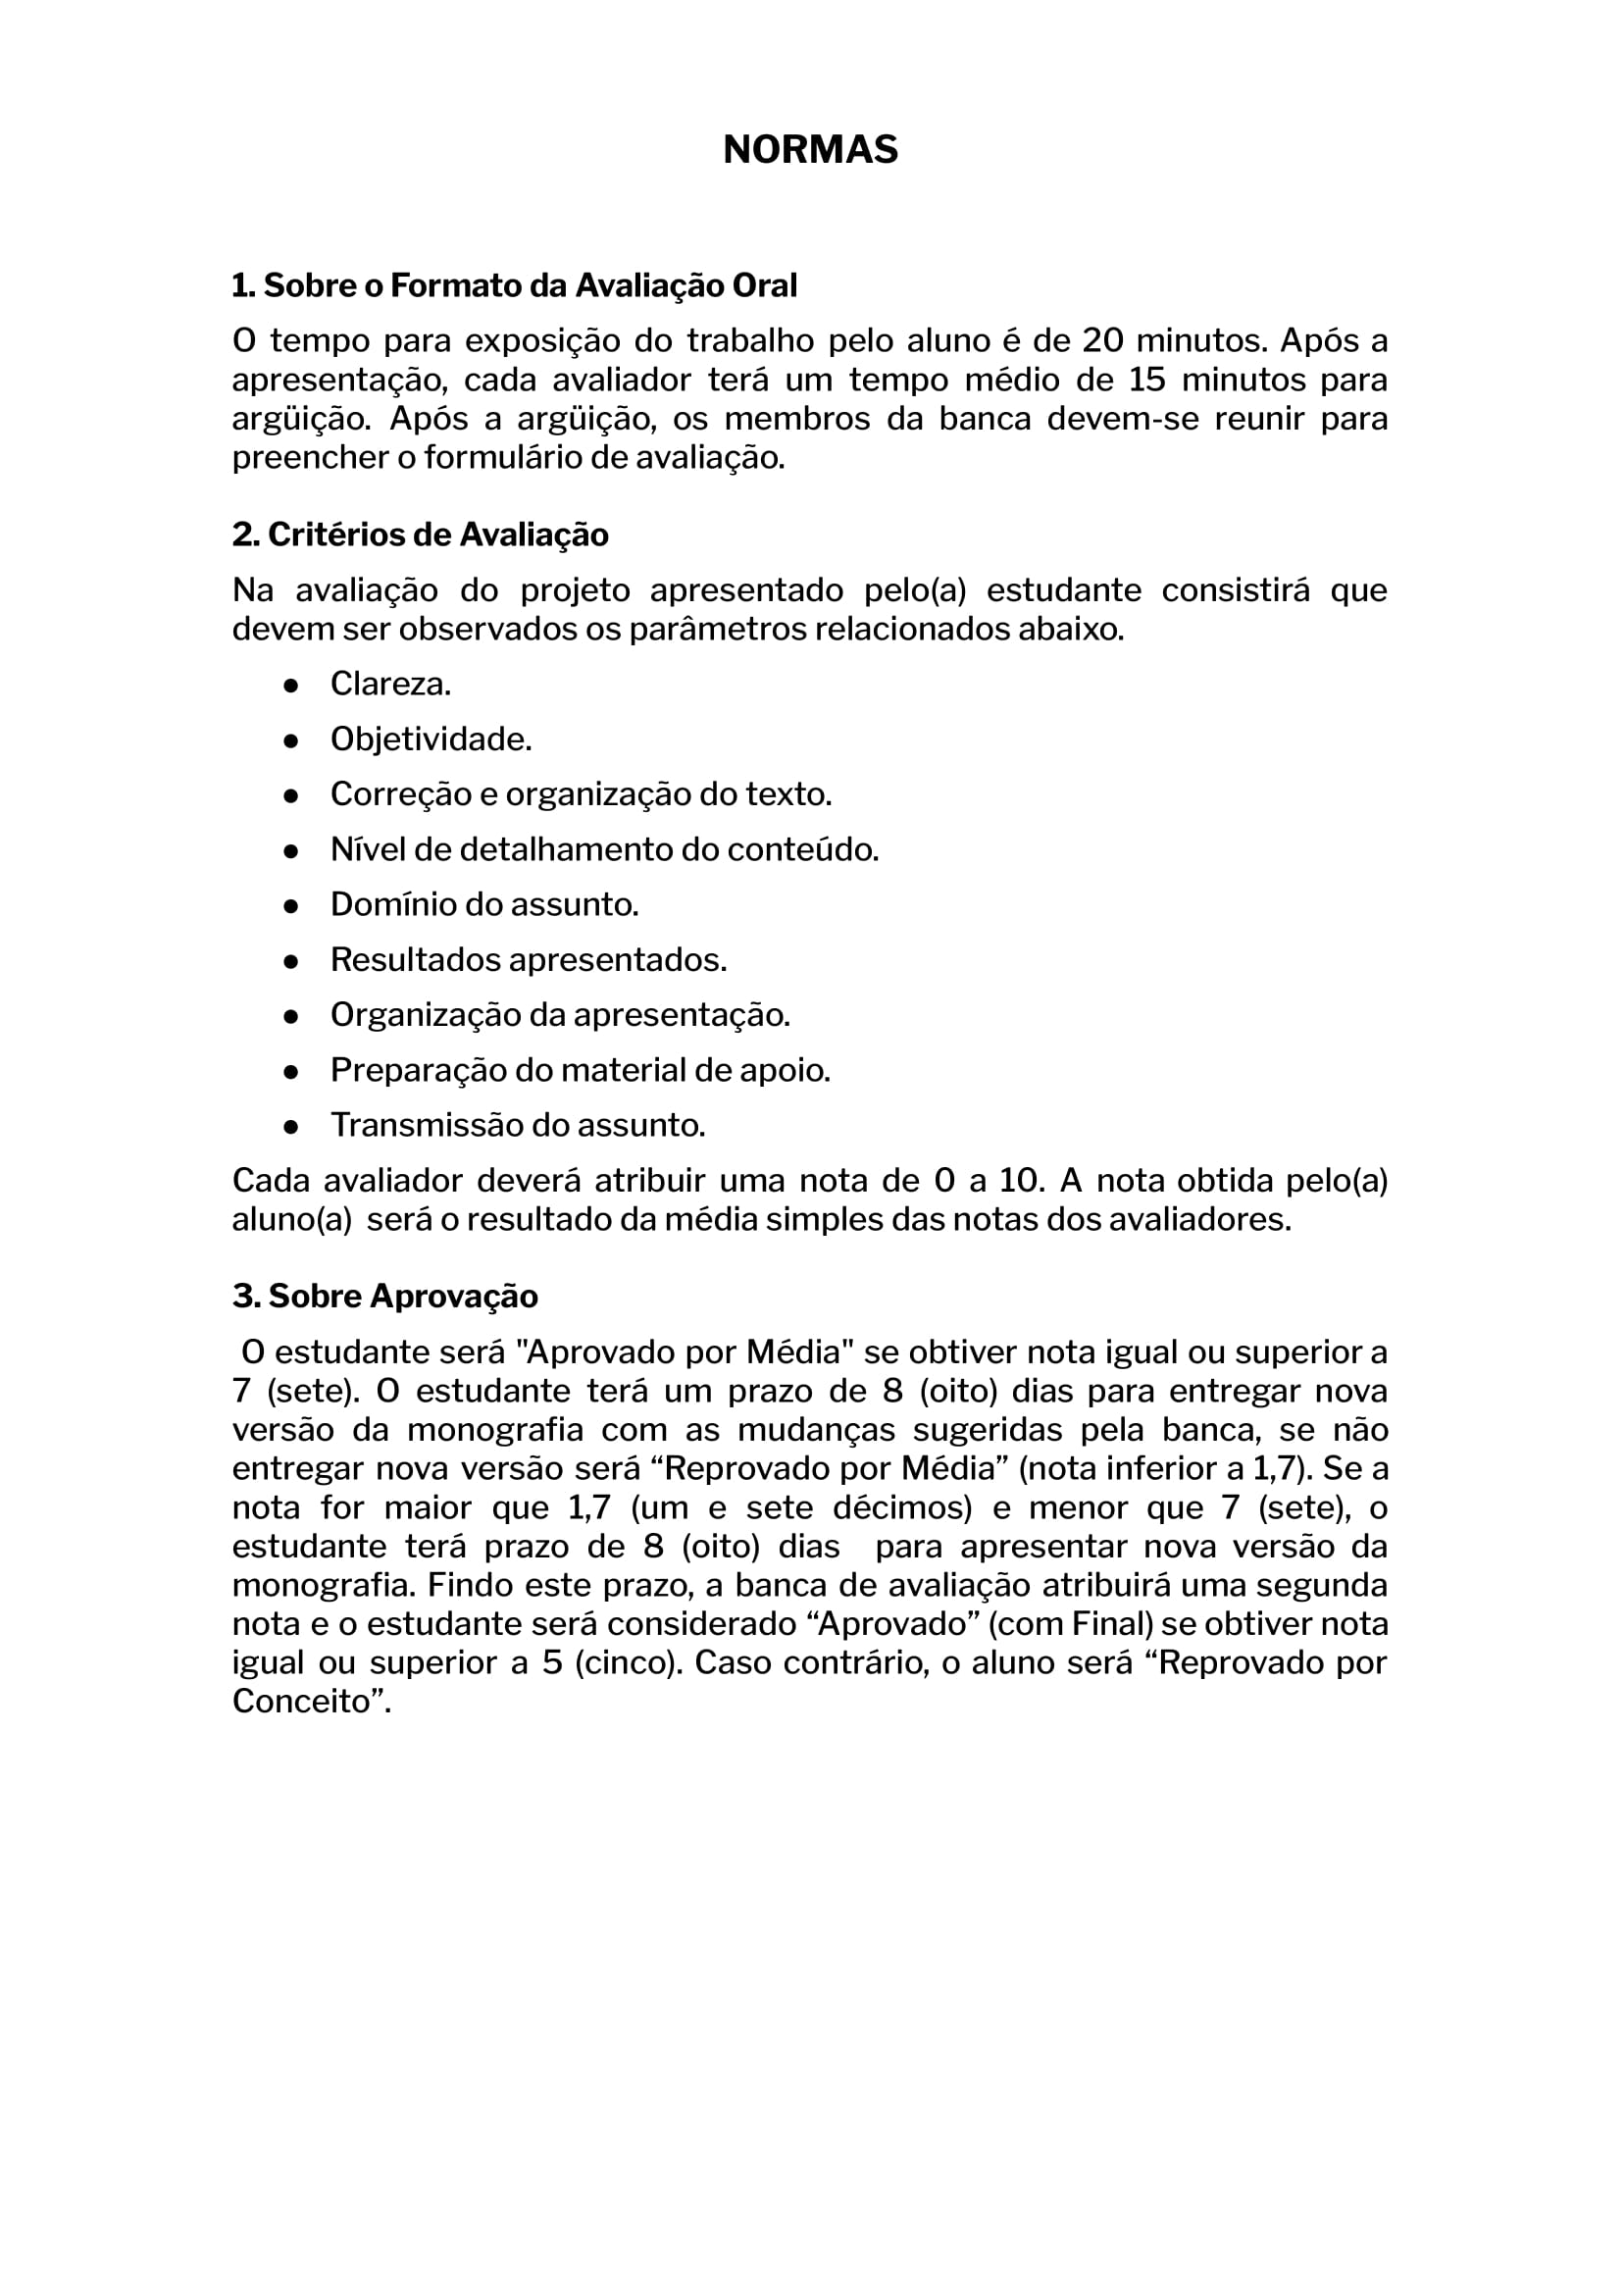 NORMAS
1. Sobre o Formato da Avaliação Oral
O tempo para exposição do trabalho pelo aluno é de 20 minutos. Após a
apresentação, cada avaliador terá um tempo médio de 15 minutos para
argüição. Após a argüição, os membros da banca devem-se reunir para
preencher o formulário de avaliação.
2. Critérios de Avaliação
Na avaliação do projeto apresentado pelo(a) estudante consistirá que
devem ser observados os parâmetros relacionados abaixo.
● Clareza.
● Objetividade.
● Correção e organização do texto.
● Nível de detalhamento do conteúdo.
● Domínio do assunto.
● Resultados apresentados.
● Organização da apresentação.
● Preparação do material de apoio.
● Transmissão do assunto.
Cada avaliador deverá atribuir uma nota de 0 a 10. A nota obtida pelo(a)
aluno(a) será o resultado da média simples das notas dos avaliadores.
3. Sobre Aprovação
O estudante será "Aprovado por Média" se obtiver nota igual ou superior a
7 (sete). O estudante terá um prazo de 8 (oito) dias para entregar nova
versão da monografia com as mudanças sugeridas pela banca, se não
entregar nova versão será “Reprovado por Média” (nota inferior a 1,7). Se a
nota for maior que 1,7 (um e sete décimos) e menor que 7 (sete), o
estudante terá prazo de 8 (oito) dias para apresentar nova versão da
monografia. Findo este prazo, a banca de avaliação atribuirá uma segunda
nota e o estudante será considerado “Aprovado” (com Final) se obtiver nota
igual ou superior a 5 (cinco). Caso contrário, o aluno será “Reprovado por
Conceito”.